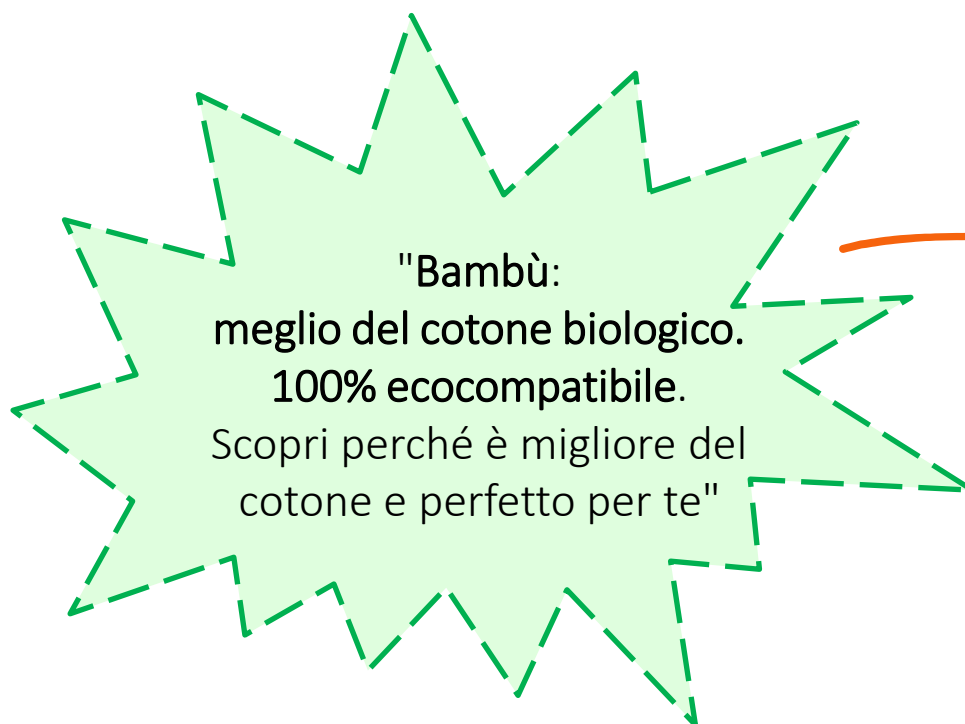 "Bambù:
meglio del cotone biologico.
100% ecocompatibile.
Scopri perché è migliore del
cotone e perfetto per te"